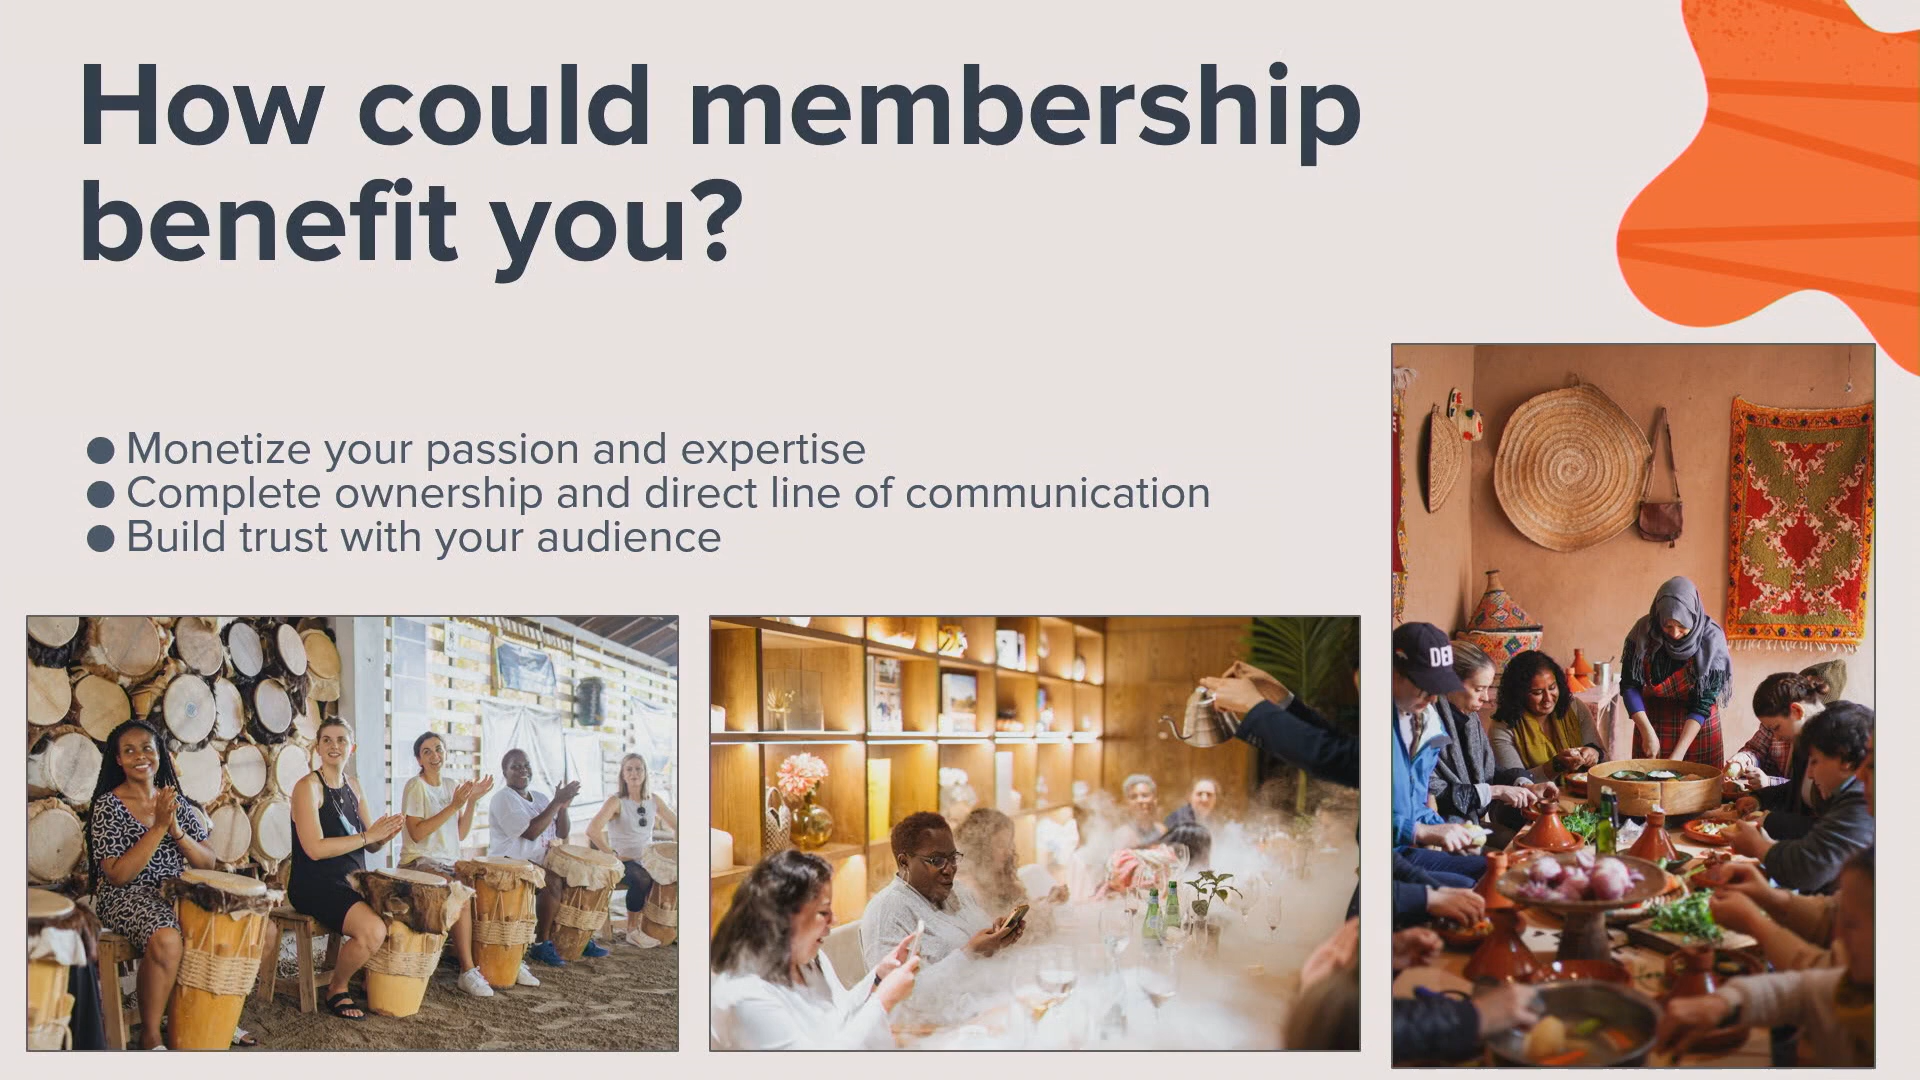 How could membership
benefit you?
● Monetize your passion and expertise
● Complete ownership and direct line of communication
● Build trust with your audience